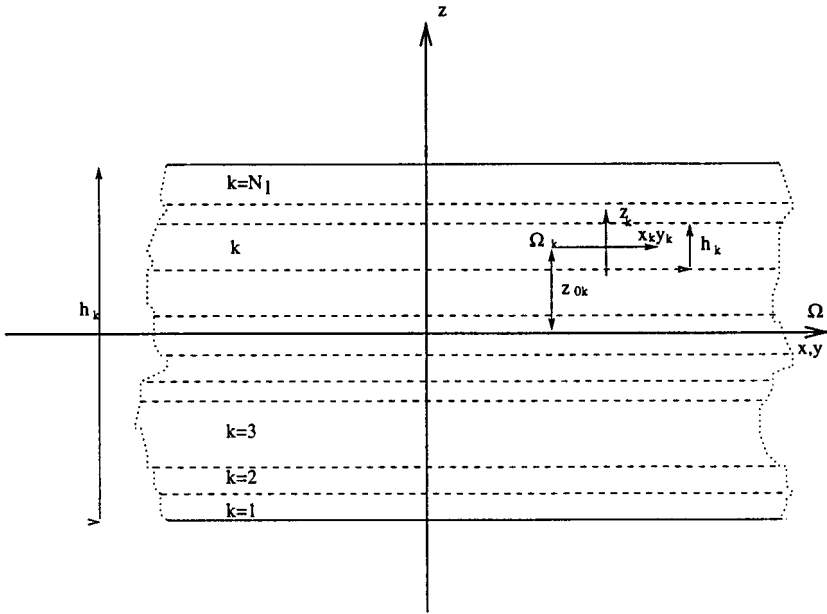 z
k=N_l
z_k
Ω_k x_k y_k
k h_k
z_0k
h_k
Ω
x,y
k=3
k=2
k=1